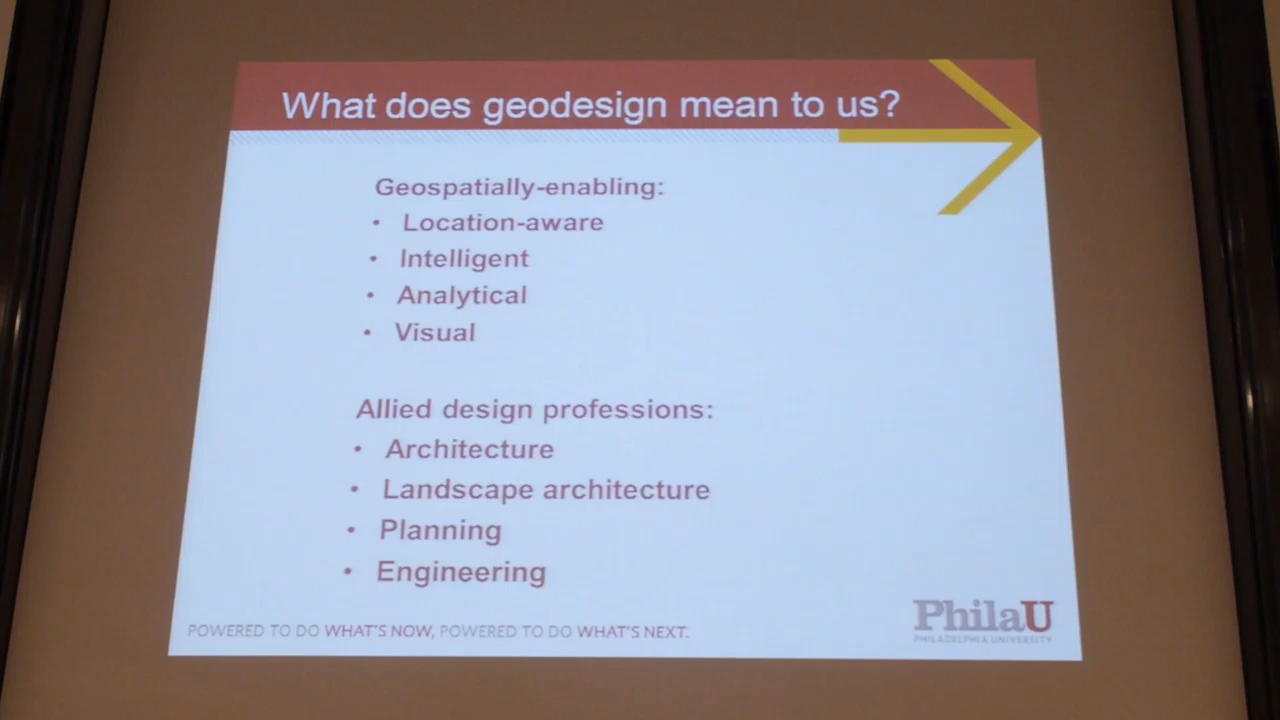 What does geodesign mean to us?
Geospatially-enabling:
• Location-aware
• Intelligent
• Analytical
• Visual
Allied design professions:
• Architecture
• Landscape architecture
• Planning
• Engineering
POWERED TO DO WHAT'S NOW, POWERED TO DO WHAT'S NEXT.
PhilaU
PHILADELPHIA UNIVERSITY